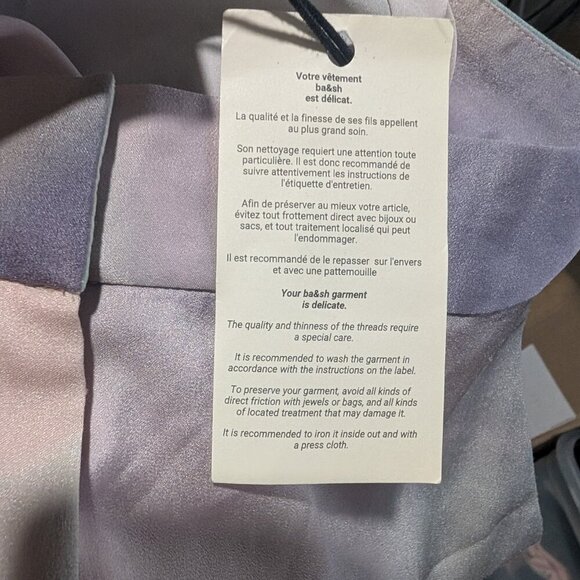 Votre vêtement
ba&sh
est délicat.
La qualité et la finesse de ses fils appellent
au plus grand soin.
Son nettoyage requiert une attention toute
particulière. Il est donc recommandé de
suivre attentivement les instructions de
l'étiquette d'entretien.
Afin de préserver au mieux votre article,
évitez tout frottement direct avec bijoux ou
sacs, et tout traitement localisé qui peut
l'endommager.
Il est recommandé de le repasser sur l'envers
et avec une pattemouille
Your ba&sh garment
is delicate.
The quality and thinness of the threads require
a special care.
It is recommended to wash the garment in
accordance with the instructions on the label.
To preserve your garment, avoid all kinds of
direct friction with jewels or bags, and all kinds
of located treatment that may damage it.
It is recommended to iron it inside out and with
a press cloth.